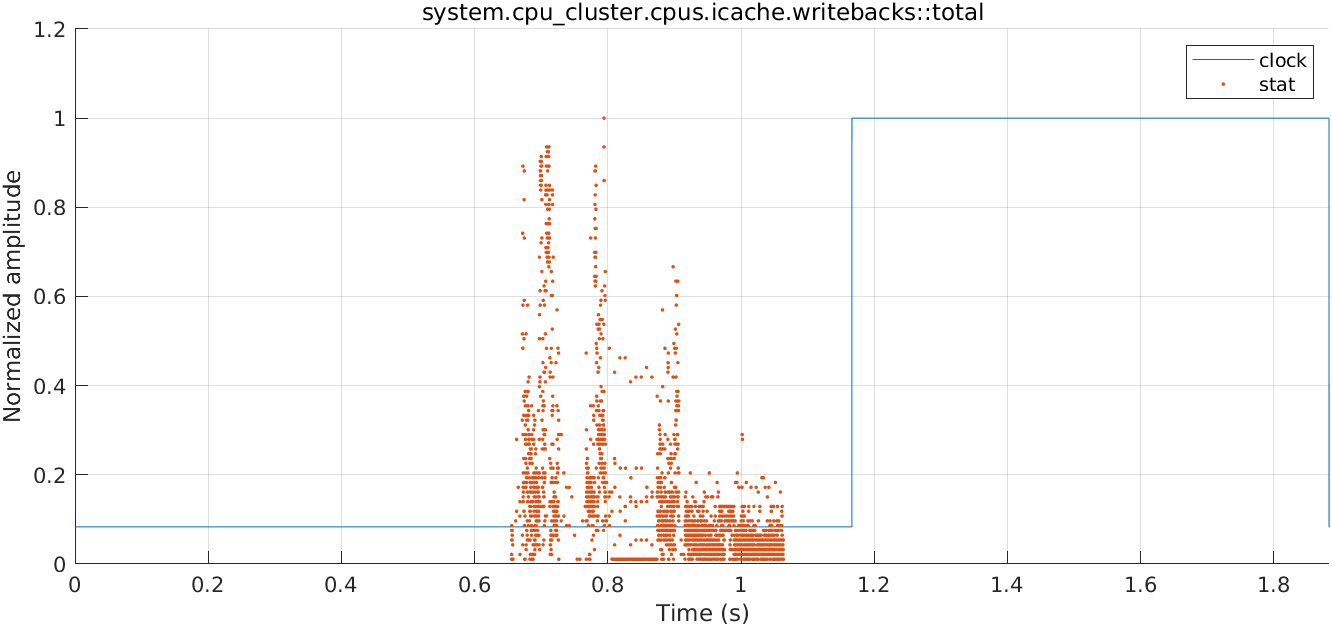 system.cpu_cluster.cpus.icache.writebacks::total
1.2
1
0.8
0.6
0.4
0.2
0
Normalized amplitude
clock
stat
0 0.2 0.4 0.6 0.8 1 1.2 1.4 1.6 1.8
Time (s)